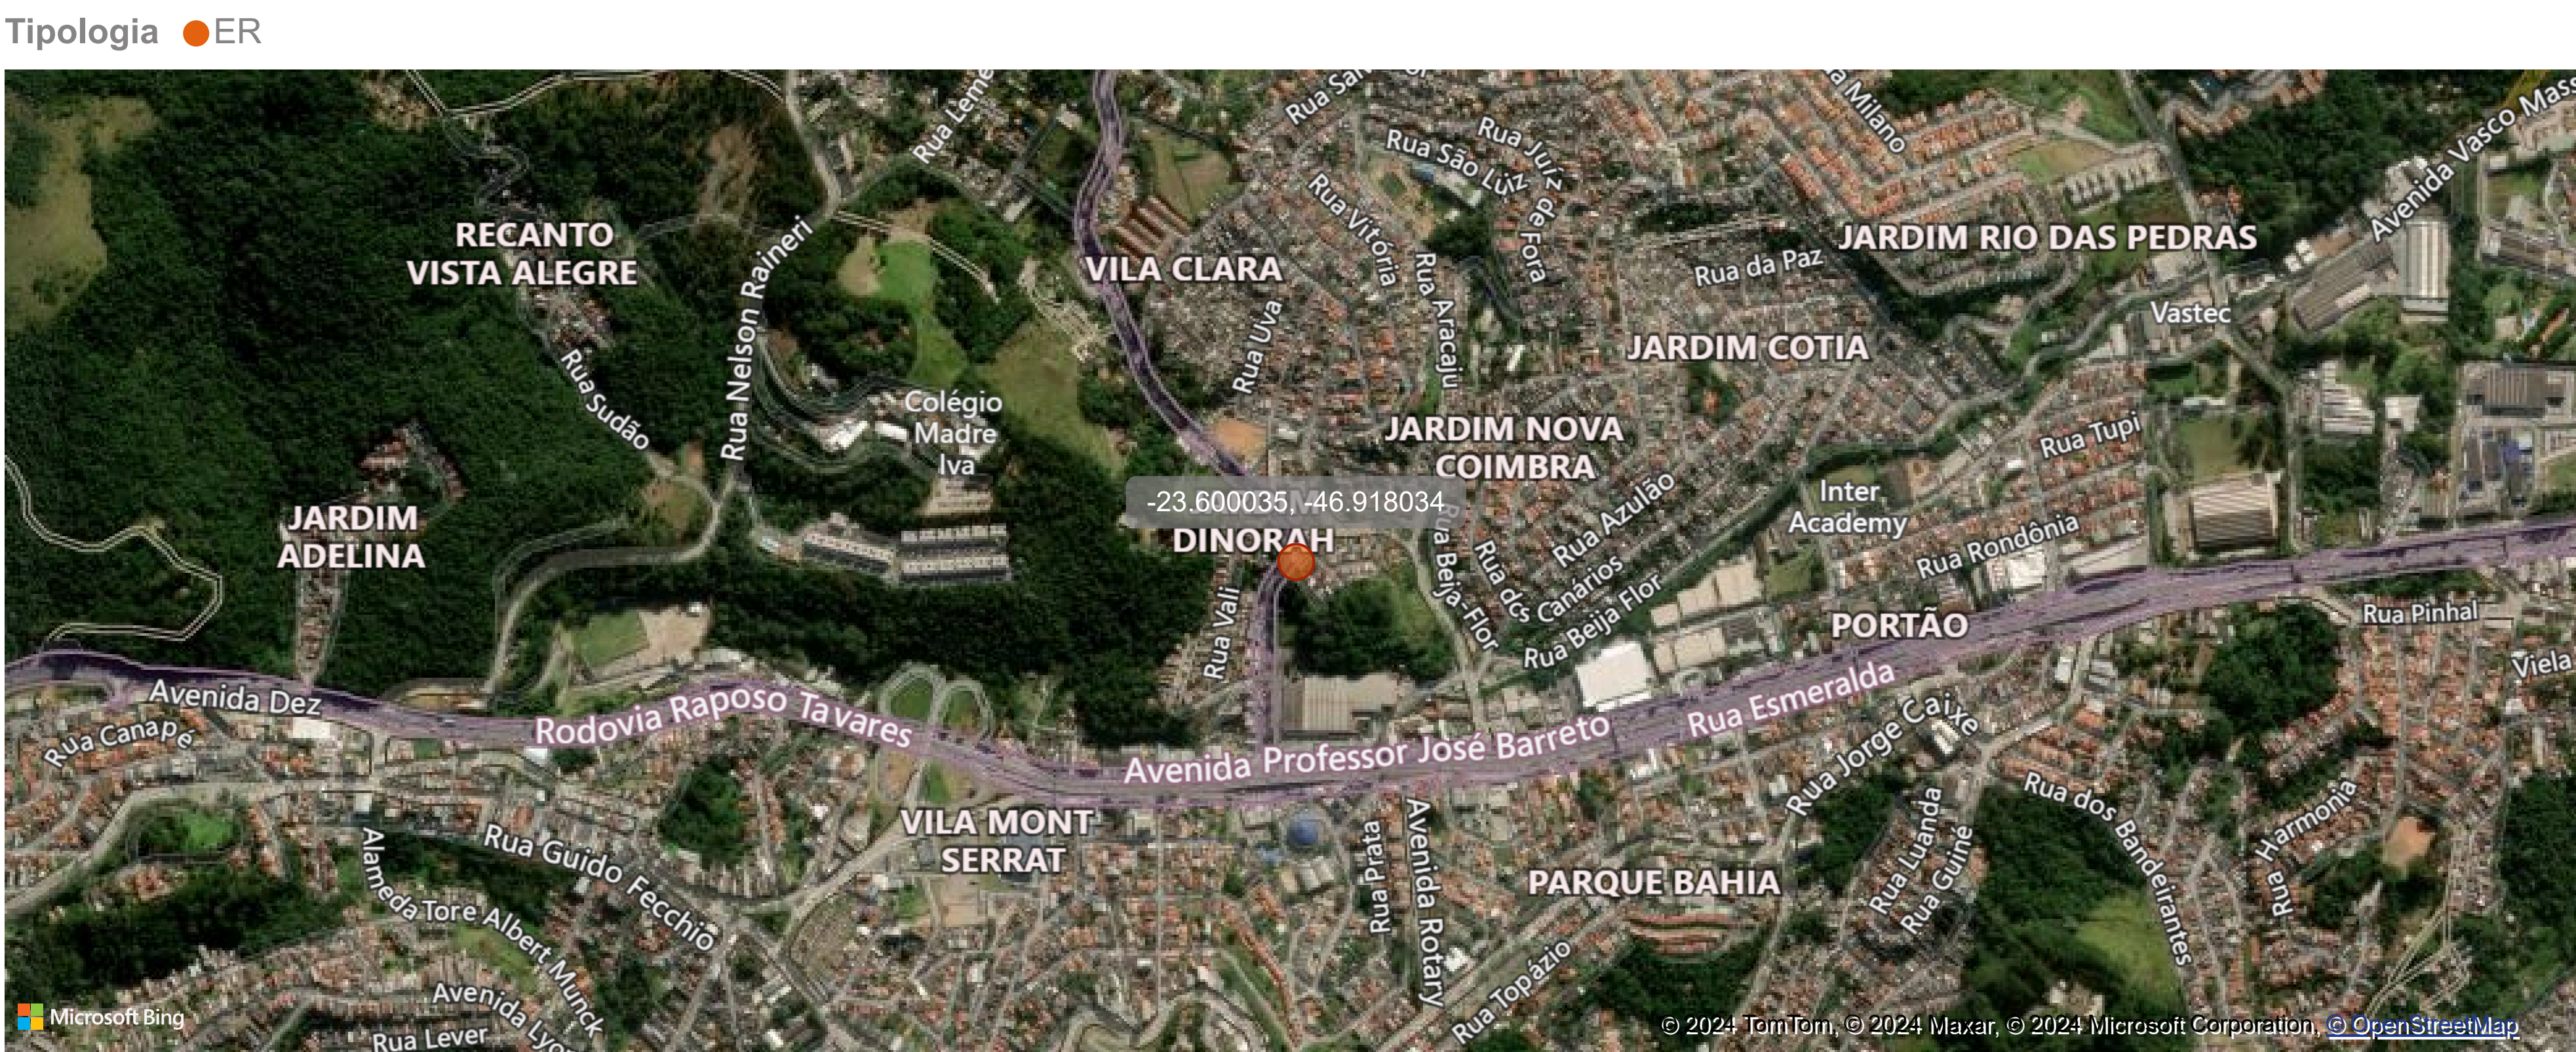 Tipologia ER
Rua Leme
Rua Juíz de Fora
Rua São Luiz
Rua Vitória
Avenida Vasco Mass
RECANTO
VISTA ALEGRE
Rua Nelson Raineri
VILA CLARA
Rua Aracaju
Rua da Paz
JARDIM RIO DAS PEDRAS
Vastec
Rua Uva
JARDIM COTIA
Rua Sudão
Colégio
Madre
Iva
JARDIM NOVA
COIMBRA
Rua Tupi
-23.600035, -46.918034
JARDIM
ADELINA
DINORAH
Rua Azulão
Inter
Academy
Rua Rondônia
Rua Beija-Flor
Rua dos Canários
Rua Beija Flor
Rua Vali
PORTÃO
Rua Pinhal
Viela
Avenida Dez
Rua Canapé
Rodovia Raposo Tavares
Avenida Professor José Barreto
Rua Esmeralda
Rua Jorge Caixe
VILA MONT
SERRAT
Rua Guido Fecchio
Alameda Tore Albert Munck
Rua Prata
Avenida Rotary
PARQUE BAHIA
Rua Luanda
Rua Guiné
Rua dos Bandeirantes
Rua Harmonia
Rua Topázio
Avenida Lyo
Rua Lever
Microsoft Bing
© 2024 TomTom, © 2024 Maxar, © 2024 Microsoft Corporation, © OpenStreetMap